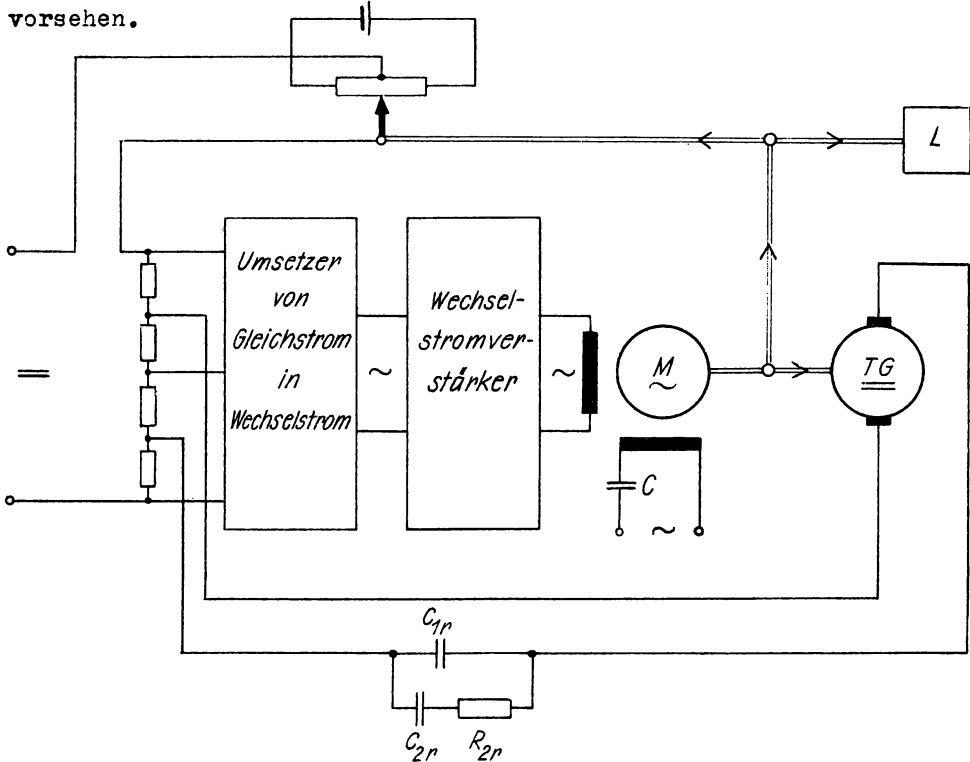 vorsehen.
L
Umsetzer
von
Gleichstrom
in
Wechselstrom
~
Wechsel-
stromver-
stärker
~
M
~
TG
=
C
~
C1r
C2r
R2r